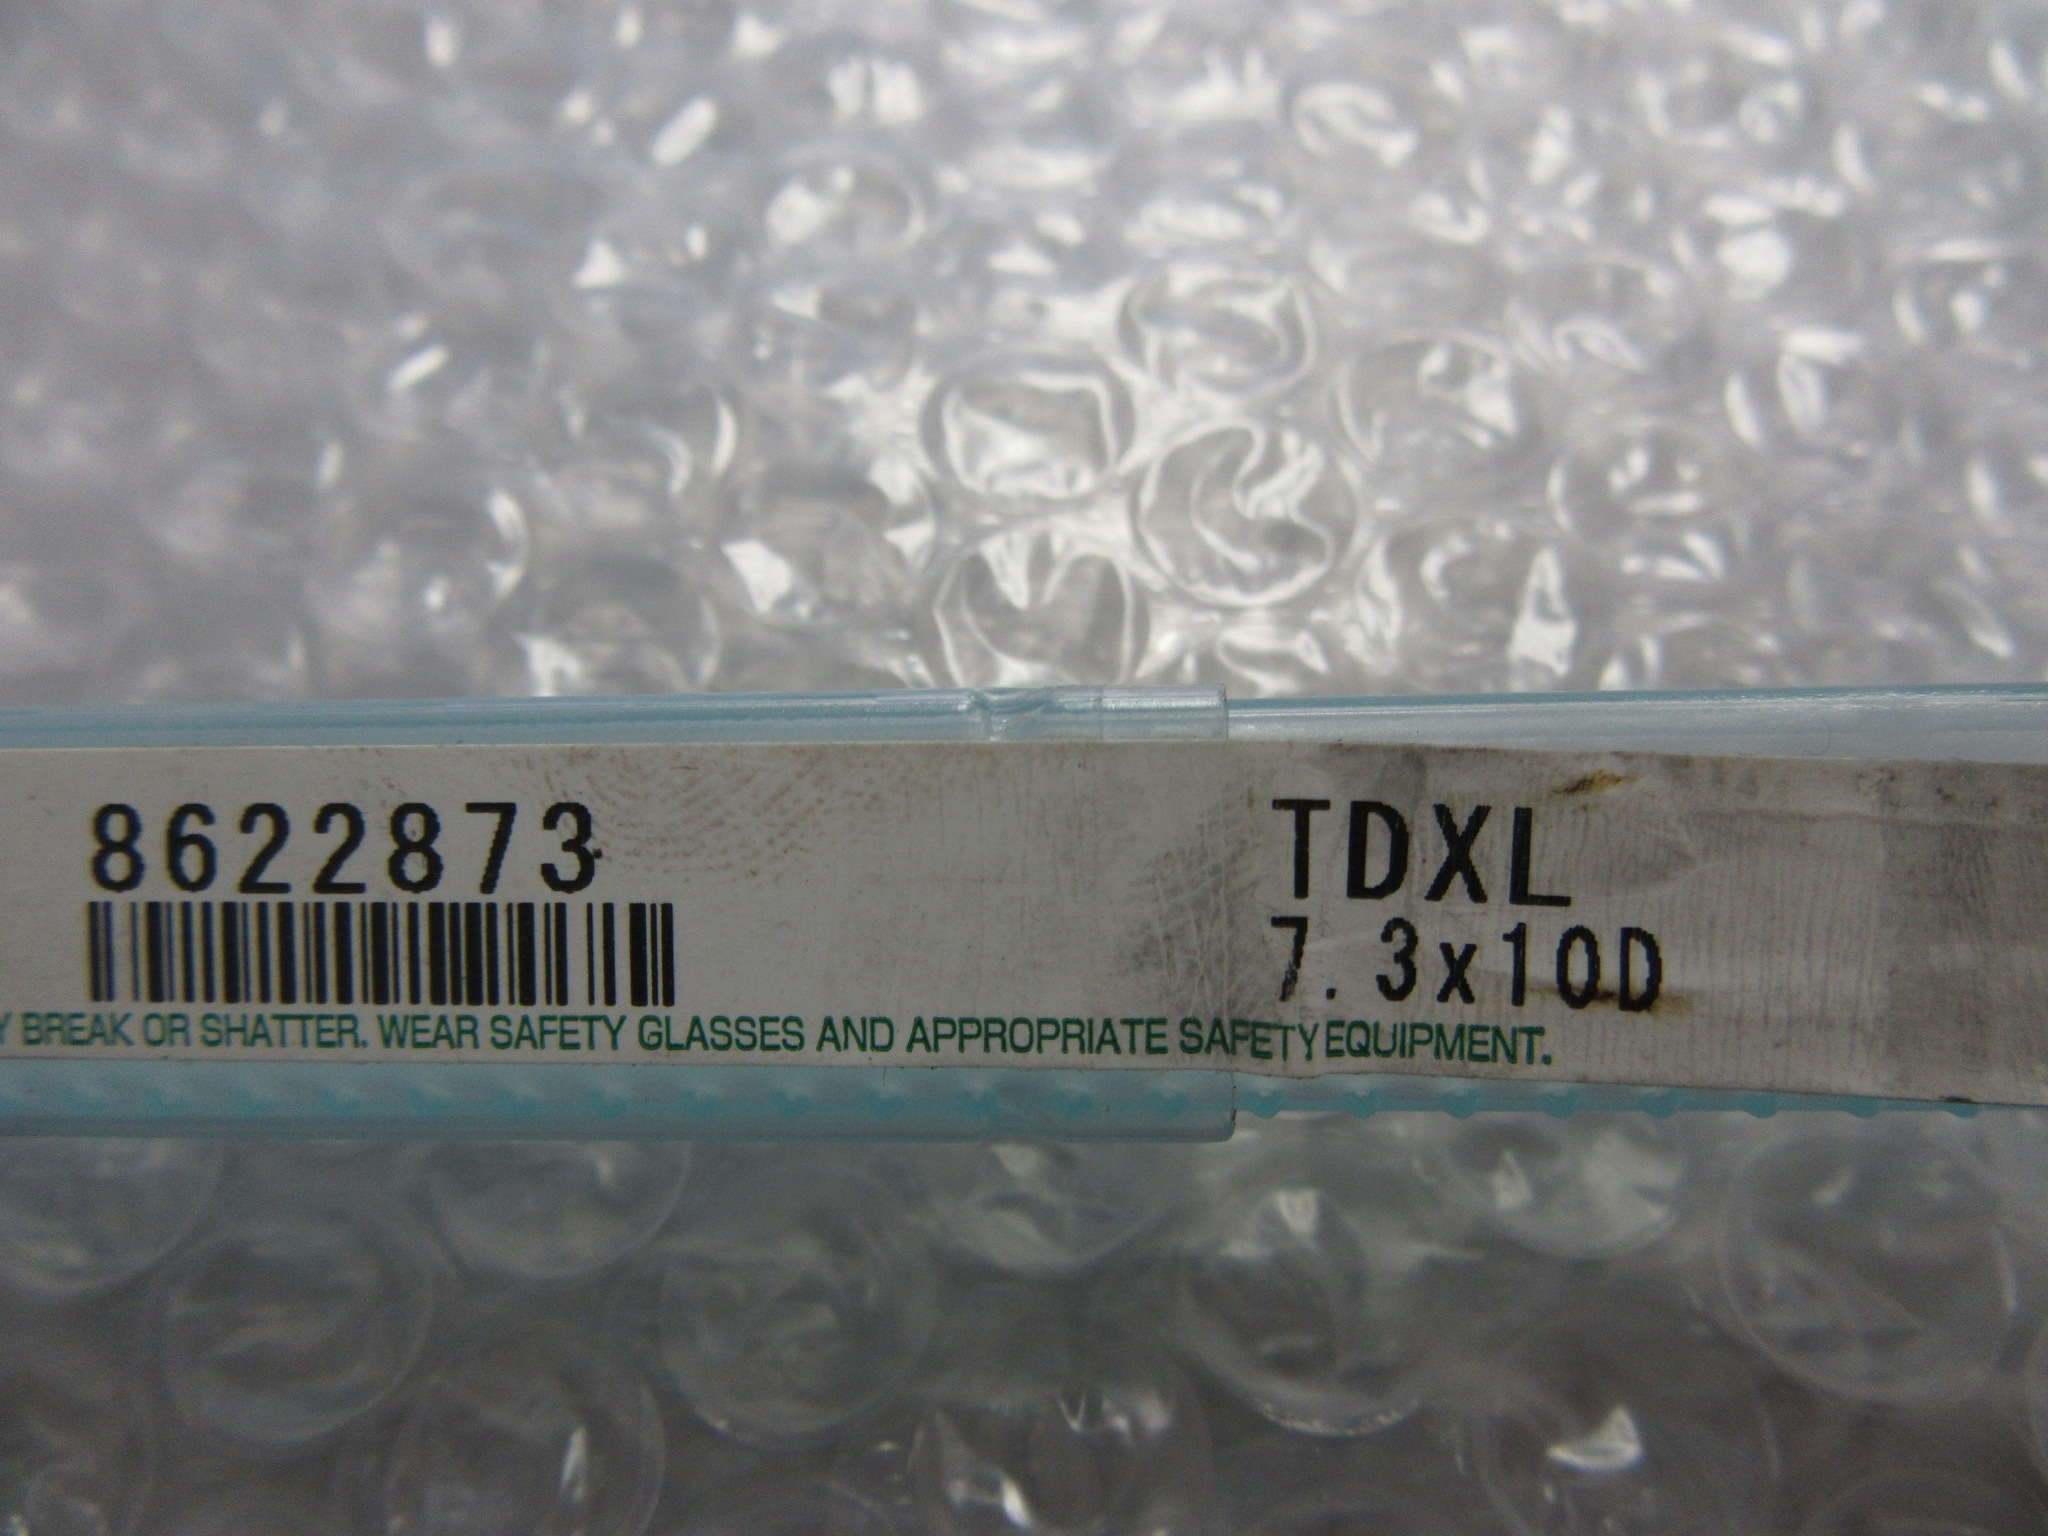 8622873
TDXL
7.3x10D
Y BREAK OR SHATTER. WEAR SAFETY GLASSES AND APPROPRIATE SAFETY EQUIPMENT.